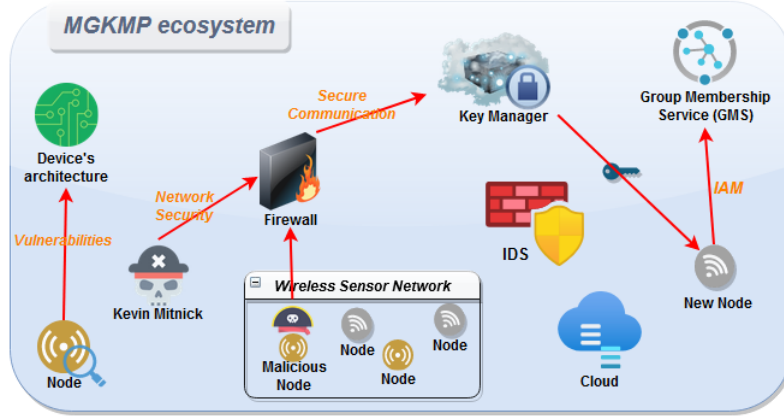 MGKMP ecosystem
Device's
architecture
Vulnerabilities
Node
Network
Security
Kevin Mitnick
Firewall
Secure
Communication
Key Manager
Group Membership
Service (GMS)
IAM
New Node
IDS
Cloud
Wireless Sensor Network
Malicious
Node
Node
Node
Node